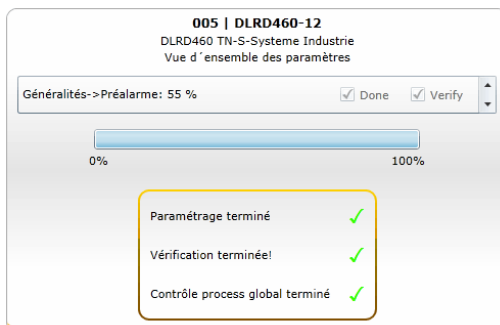 005 | DLRD460-12
DLRD460 TN-S-Systeme Industrie
Vue d´ensemble des paramètres
Généralités->Préalarme: 55 % Done Verify
0% 100%
Paramétrage terminé
Vérification terminée!
Contrôle process global terminé